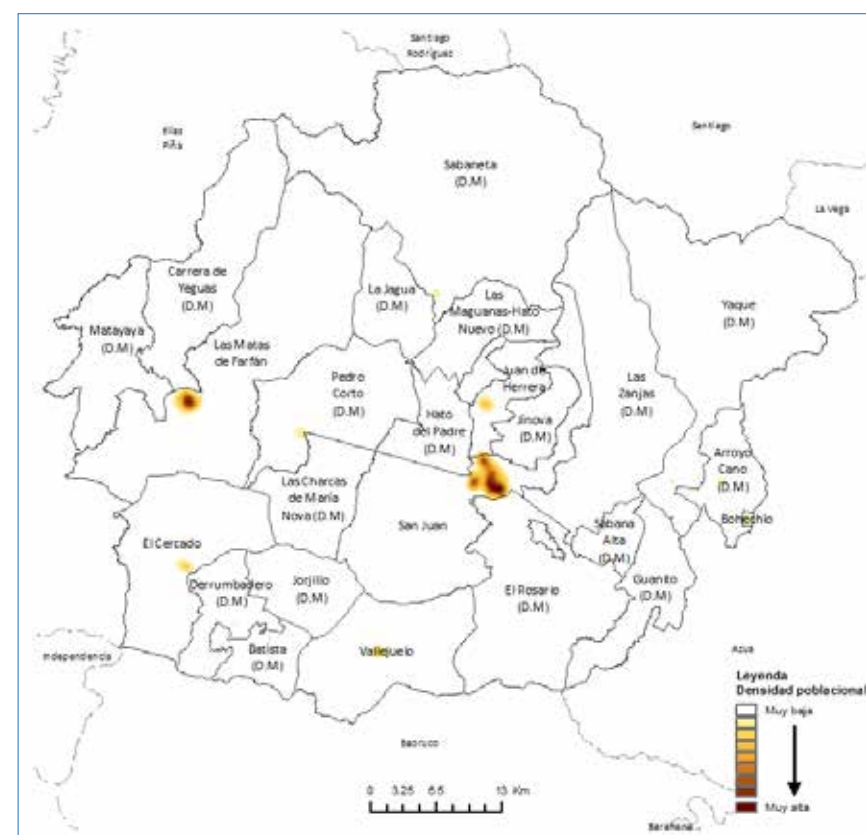 Santiago
Rodríguez
Elías
Piña
Santiago
Sabaneta
(D.M)
La Vega
Carrera de
Yeguas
(D.M)
La Jagua
(D.M)
Las
Maguanas-Hato
Nuevo (D.M)
Yaque
(D.M)
Matayaya
(D.M)
Las Matas
de Farfán
Juan de
Herrera
Pedro
Corto
(D.M)
Las
Zanjas
(D.M)
Hato
del Padre
(D.M)
Jinova
(D.M)
Arroyo
Cano
(D.M)
Las Charcas
de María
Nova (D.M)
San Juan
Bohechío
Sabana
Alta
(D.M)
El Cercado
Derrumbadero
(D.M)
Jorjillo
(D.M)
El Rosario
(D.M)
Guanito
(D.M)
Independencia
Batista
(D.M)
Vallejuelo
Azua
Leyenda
Densidad poblacional
Muy baja
Muy alta
Baoruco
0 3.25 6.5 13 Km
Barahona